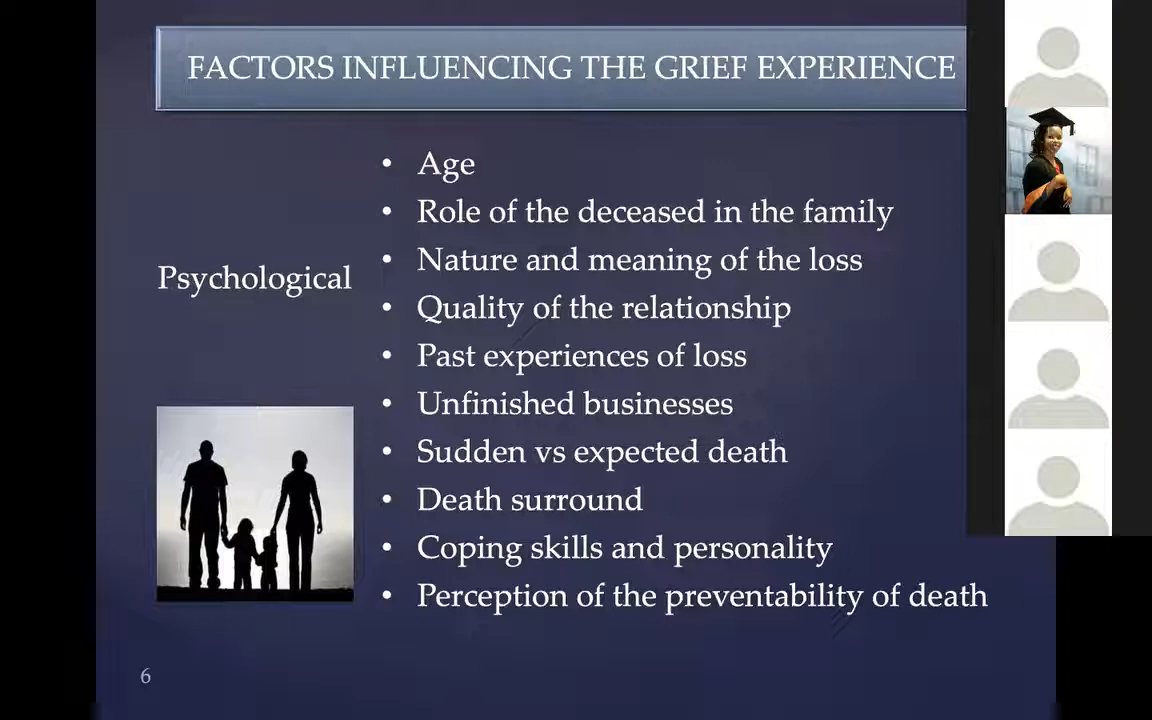 FACTORS INFLUENCING THE GRIEF EXPERIENCE
Psychological
• Age
• Role of the deceased in the family
• Nature and meaning of the loss
• Quality of the relationship
• Past experiences of loss
• Unfinished businesses
• Sudden vs expected death
• Death surround
• Coping skills and personality
• Perception of the preventability of death
6